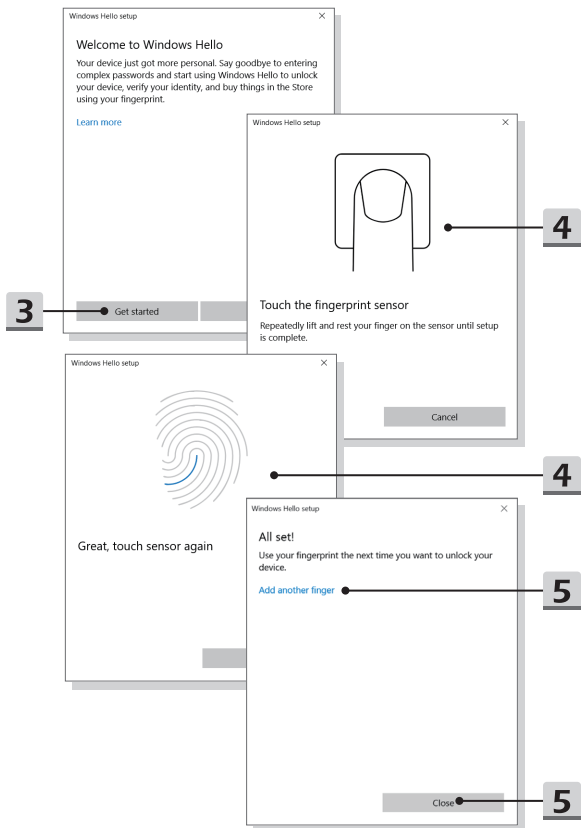 Windows Hello setup
Welcome to Windows Hello
Your device just got more personal. Say goodbye to entering
complex passwords and start using Windows Hello to unlock
your device, verify your identity, and buy things in the Store
using your fingerprint.
Learn more
3
Get started
Windows Hello setup
4
Touch the fingerprint sensor
Repeatedly lift and rest your finger on the sensor until setup
is complete.
Cancel
Windows Hello setup
4
Great, touch sensor again
Windows Hello setup
All set!
Use your fingerprint the next time you want to unlock your
device.
Add another finger
5
Close
5